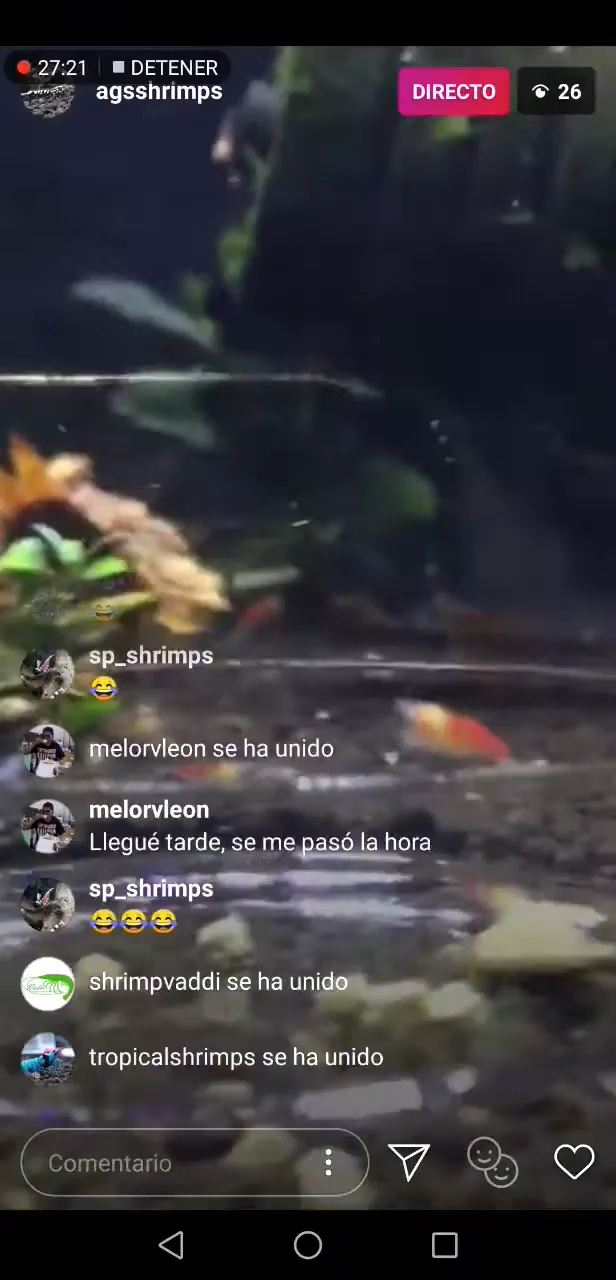 27:21 DETENER
agsshrimps
DIRECTO
26
😂
sp_shrimps
😂
melorvleon se ha unido
melorvleon
Llegué tarde, se me pasó la hora
sp_shrimps
😂😂😂
shrimpvaddi se ha unido
tropicalshrimps se ha unido
Comentario